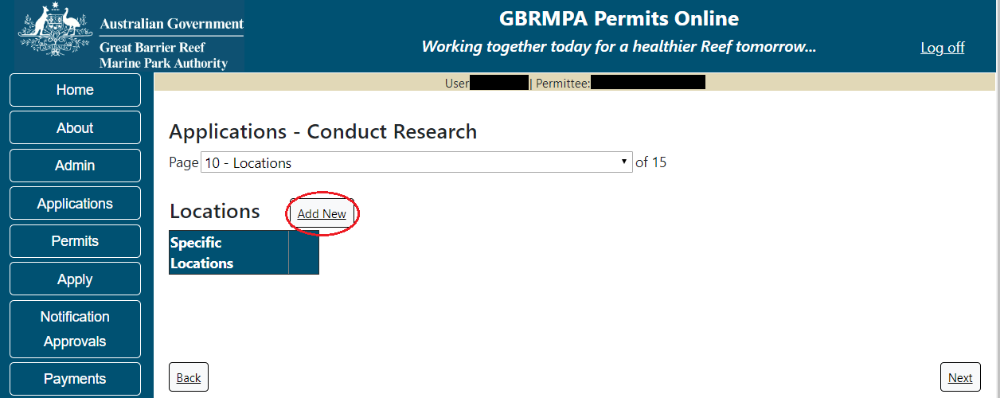 Australian Government
Great Barrier Reef
Marine Park Authority
GBRMPA Permits Online
Working together today for a healthier Reef tomorrow...
Log off
Home
About
Admin
Applications
Permits
Apply
Notification
Approvals
Payments
User | Permittee:
Applications - Conduct Research
Page 10 - Locations of 15
Locations Add New
Specific
Locations
Back Next